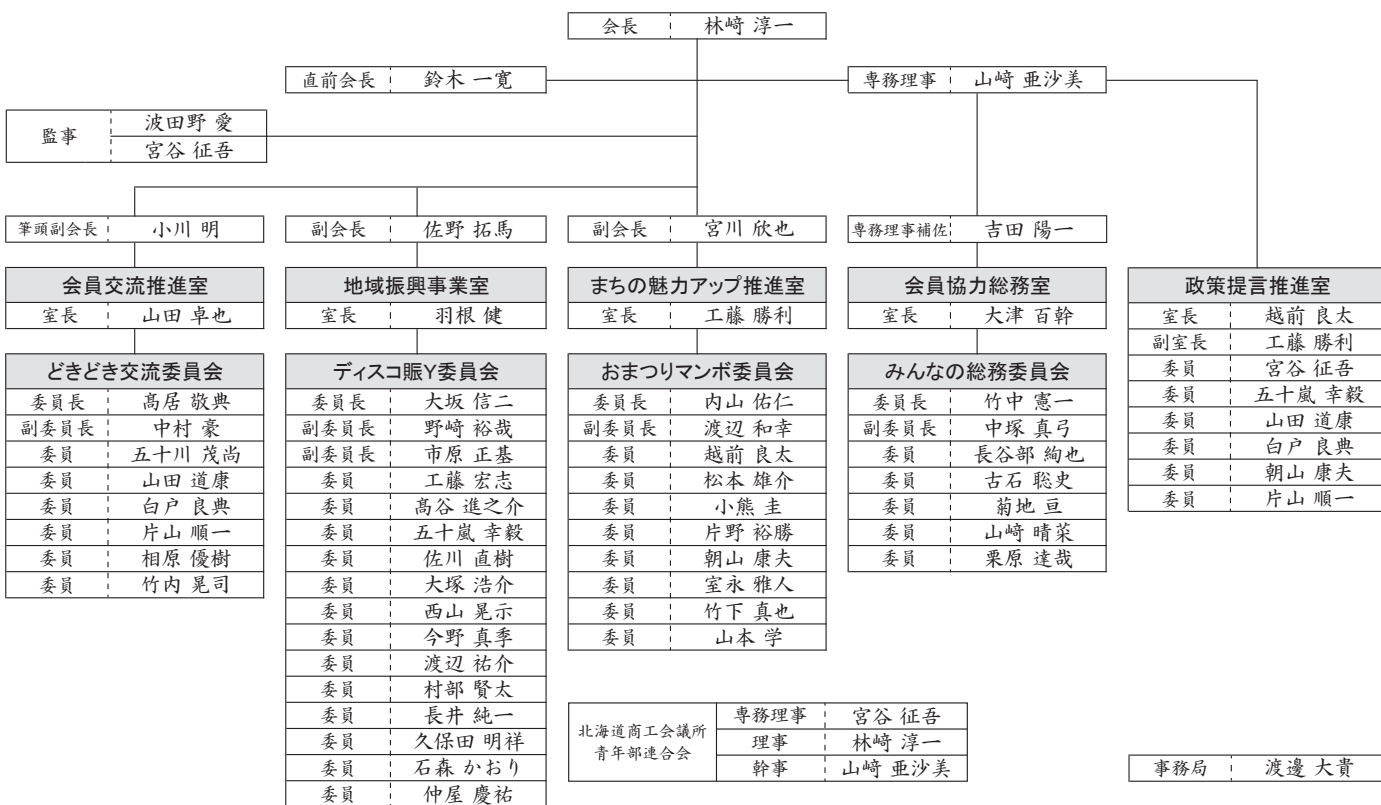 会長 林﨑 淳一
直前会長 鈴木 一寛
専務理事 山﨑 亜沙美
監事
波田野 愛
宮谷 征吾
筆頭副会長 小川 明
副会長 佐野 拓馬
副会長 宮川 欣也
専務理事補佐 吉田 陽一
会員交流推進室
室長 山田 卓也
どきどき交流委員会
委員長 髙居 敬典
副委員長 中村 豪
委員 五十川 茂尚
委員 山田 道康
委員 白戸 良典
委員 片山 順一
委員 相原 優樹
委員 竹内 晃司
地域振興事業室
室長 羽根 健
ディスコ賑Y委員会
委員長 大坂 信二
副委員長 野﨑 裕哉
副委員長 市原 正基
委員 工藤 宏志
委員 髙谷 進之介
委員 五十嵐 幸毅
委員 佐川 直樹
委員 大塚 浩介
委員 西山 晃示
委員 今野 真季
委員 渡辺 祐介
委員 村部 賢太
委員 長井 純一
委員 久保田 明祥
委員 石森 かおり
委員 仲屋 慶祐
まちの魅力アップ推進室
室長 工藤 勝利
おまつりマンボ委員会
委員長 内山 佑仁
副委員長 渡辺 和幸
委員 越前 良太
委員 松本 雄介
委員 小熊 圭
委員 片野 裕勝
委員 朝山 康夫
委員 室永 雅人
委員 竹下 真也
委員 山本 学
会員協力総務室
室長 大津 百幹
みんなの総務委員会
委員長 竹中 憲一
副委員長 中塚 真弓
委員 長谷部 絢也
委員 古石 聡史
委員 菊地 亘
委員 山﨑 晴菜
委員 栗原 達哉
政策提言推進室
室長 越前 良太
副室長 工藤 勝利
委員 宮谷 征吾
委員 五十嵐 幸毅
委員 山田 道康
委員 白戸 良典
委員 朝山 康夫
委員 片山 順一
北海道商工会議所
青年部連合会
専務理事 宮谷 征吾
理事 林﨑 淳一
幹事 山﨑 亜沙美
事務局 渡邊 大貴